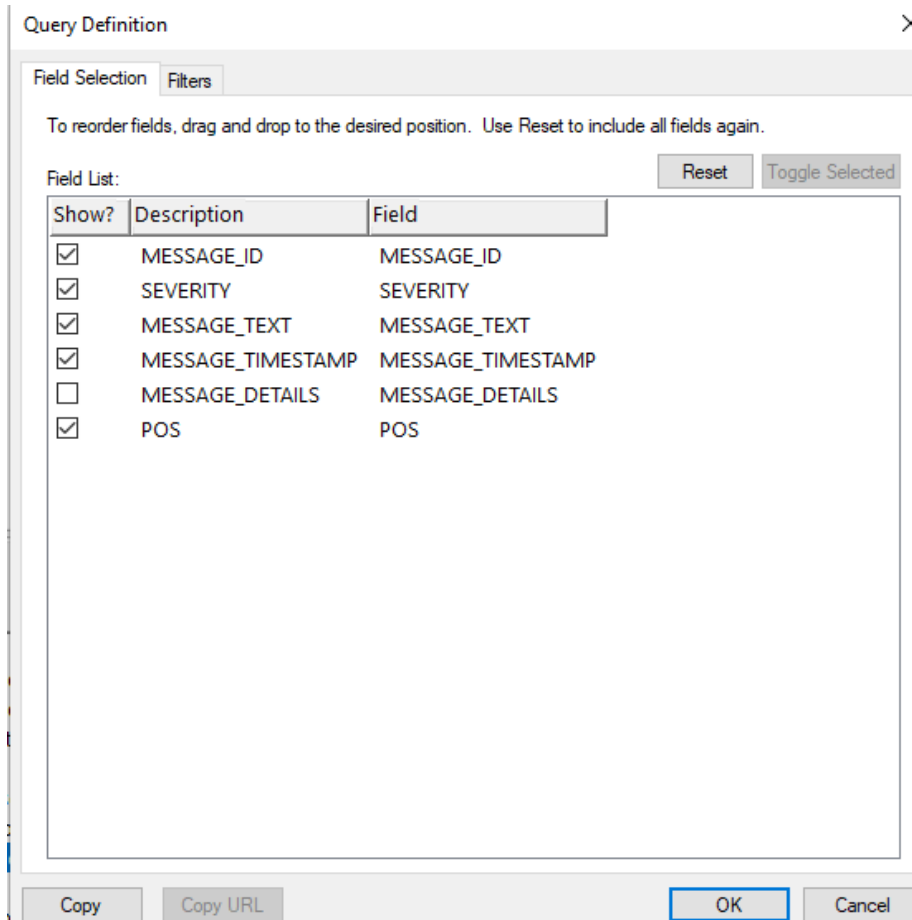 Query Definition
Field Selection Filters
To reorder fields, drag and drop to the desired position. Use Reset to include all fields again.
Reset Toggle Selected
Field List:
Show? Description Field
MESSAGE_ID MESSAGE_ID
SEVERITY SEVERITY
MESSAGE_TEXT MESSAGE_TEXT
MESSAGE_TIMESTAMP MESSAGE_TIMESTAMP
MESSAGE_DETAILS MESSAGE_DETAILS
POS POS
Copy Copy URL OK Cancel